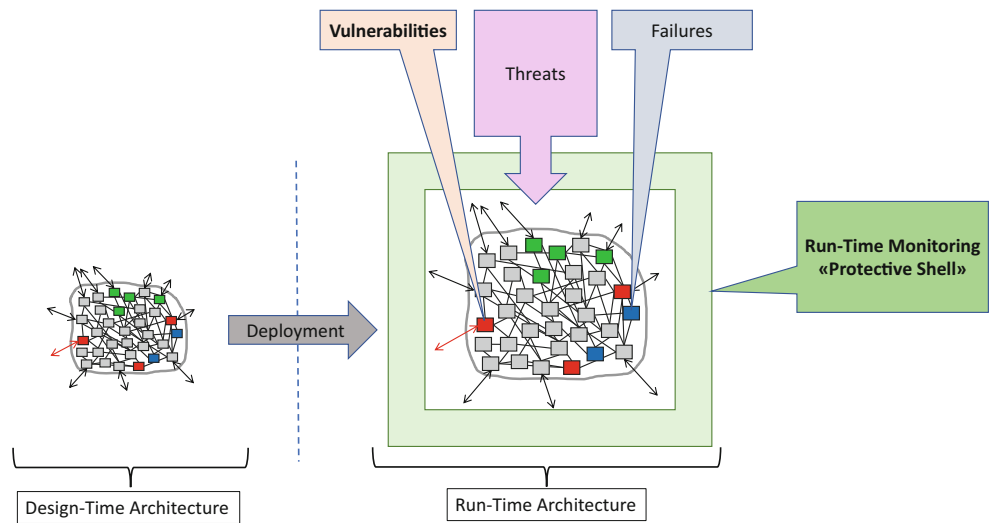 Vulnerabilities
Failures
Threats
Run-Time Monitoring
«Protective Shell»
Deployment
Design-Time Architecture
Run-Time Architecture